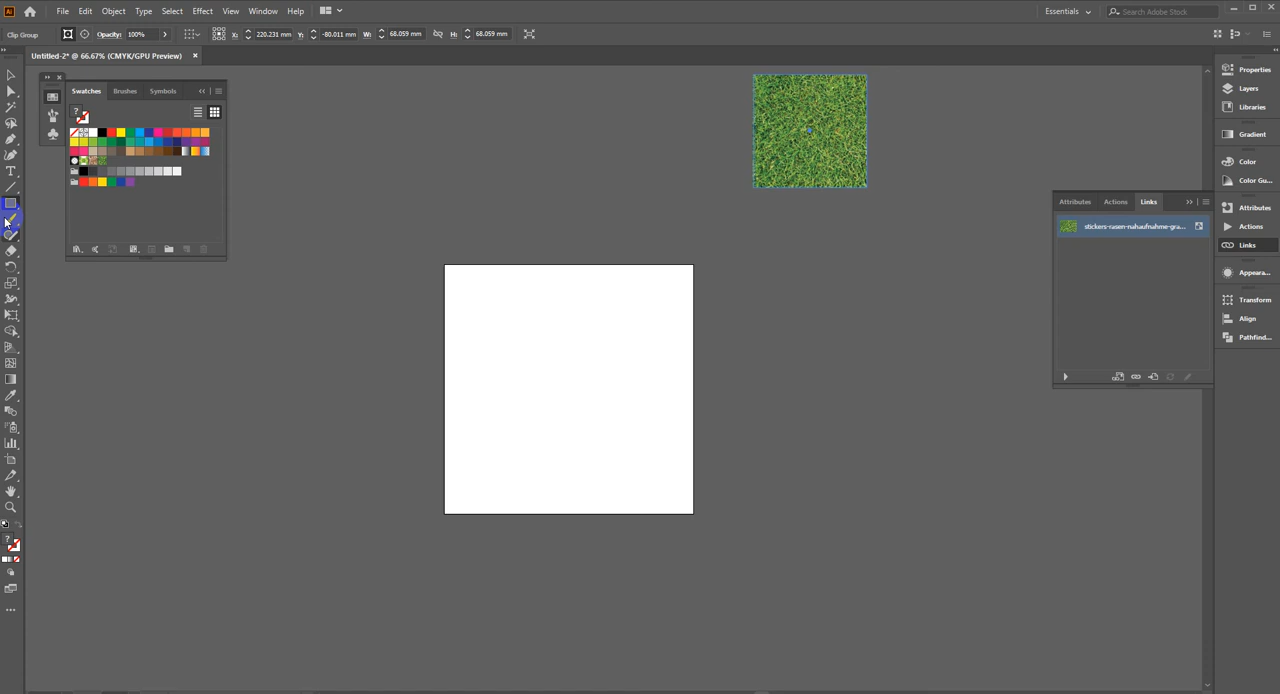 Ai File Edit Object Type Select Effect View Window Help Essentials Search Adobe Stock
Clip Group Opacity: 100% X: 220.231 mm Y: -80.011 mm W: 68.059 mm H: 68.059 mm
Untitled-2* @ 66.67% (CMYK/GPU Preview) ×
Swatches Brushes Symbols
?
?
Attributes Actions Links
stickers-rasen-nahaufnahme-gra...
Properties
Layers
Libraries
Gradient
Color
Color Gu...
Attributes
Actions
Links
Appeara...
Transform
Align
Pathfind...